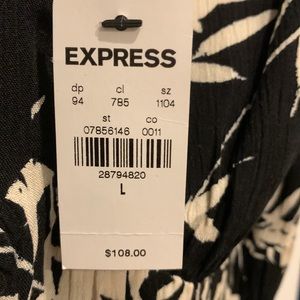 EXPRESS
dp cl sz
94 785 1104
st co
07856146 0011
28794820
L
$108.00